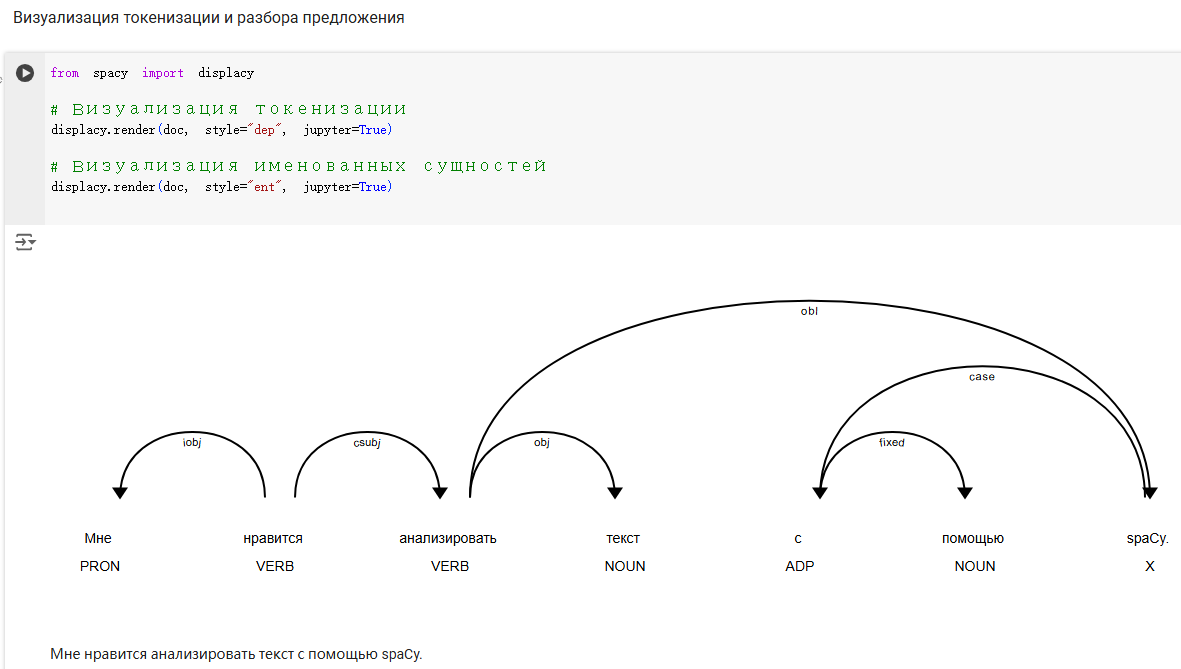 Визуализация токенизации и разбора предложения
from spacy import displacy
# Визуализация токенизации
displacy.render(doc, style="dep", jupyter=True)
# Визуализация именованных сущностей
displacy.render(doc, style="ent", jupyter=True)
obl
case
iobj csubj obj fixed
Мне нравится анализировать текст с помощью spaCy.
PRON VERB VERB NOUN ADP NOUN X
Мне нравится анализировать текст с помощью spaCy.